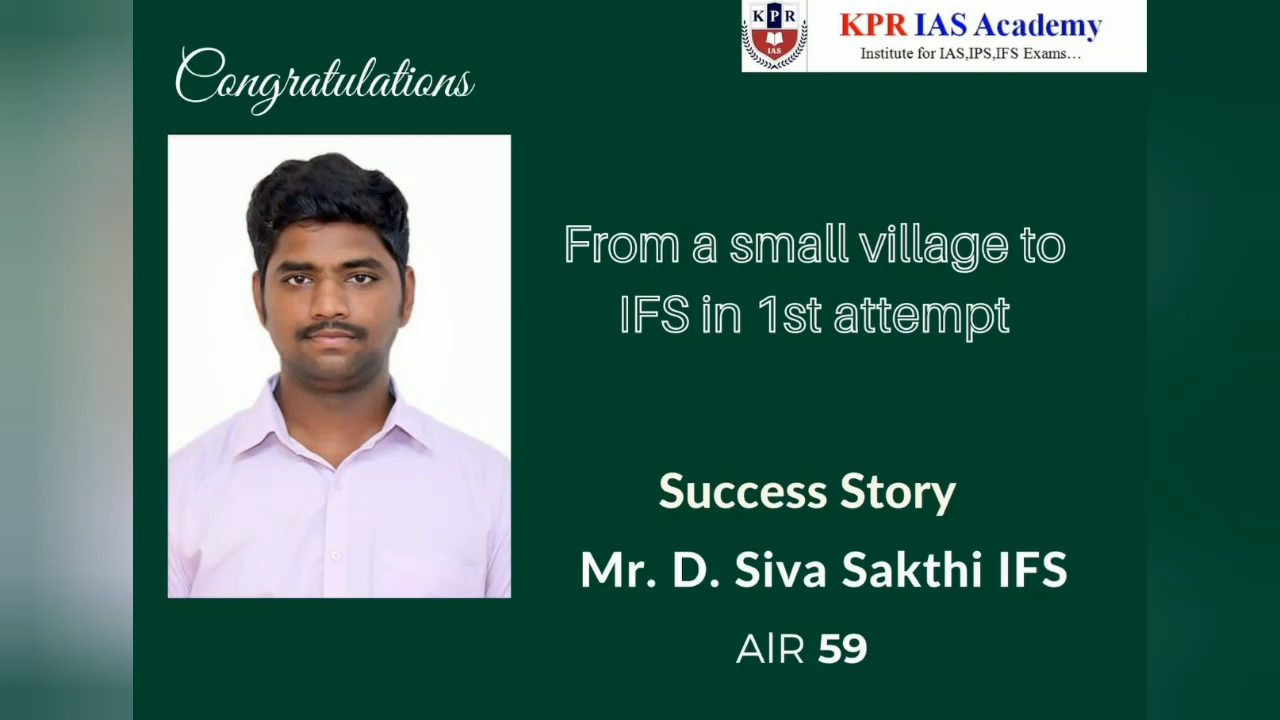 KPR
IAS
KPR IAS Academy
Institute for IAS,IPS,IFS Exams...
Congratulations
From a small village to
IFS in 1st attempt
Success Story
Mr. D. Siva Sakthi IFS
AIR 59